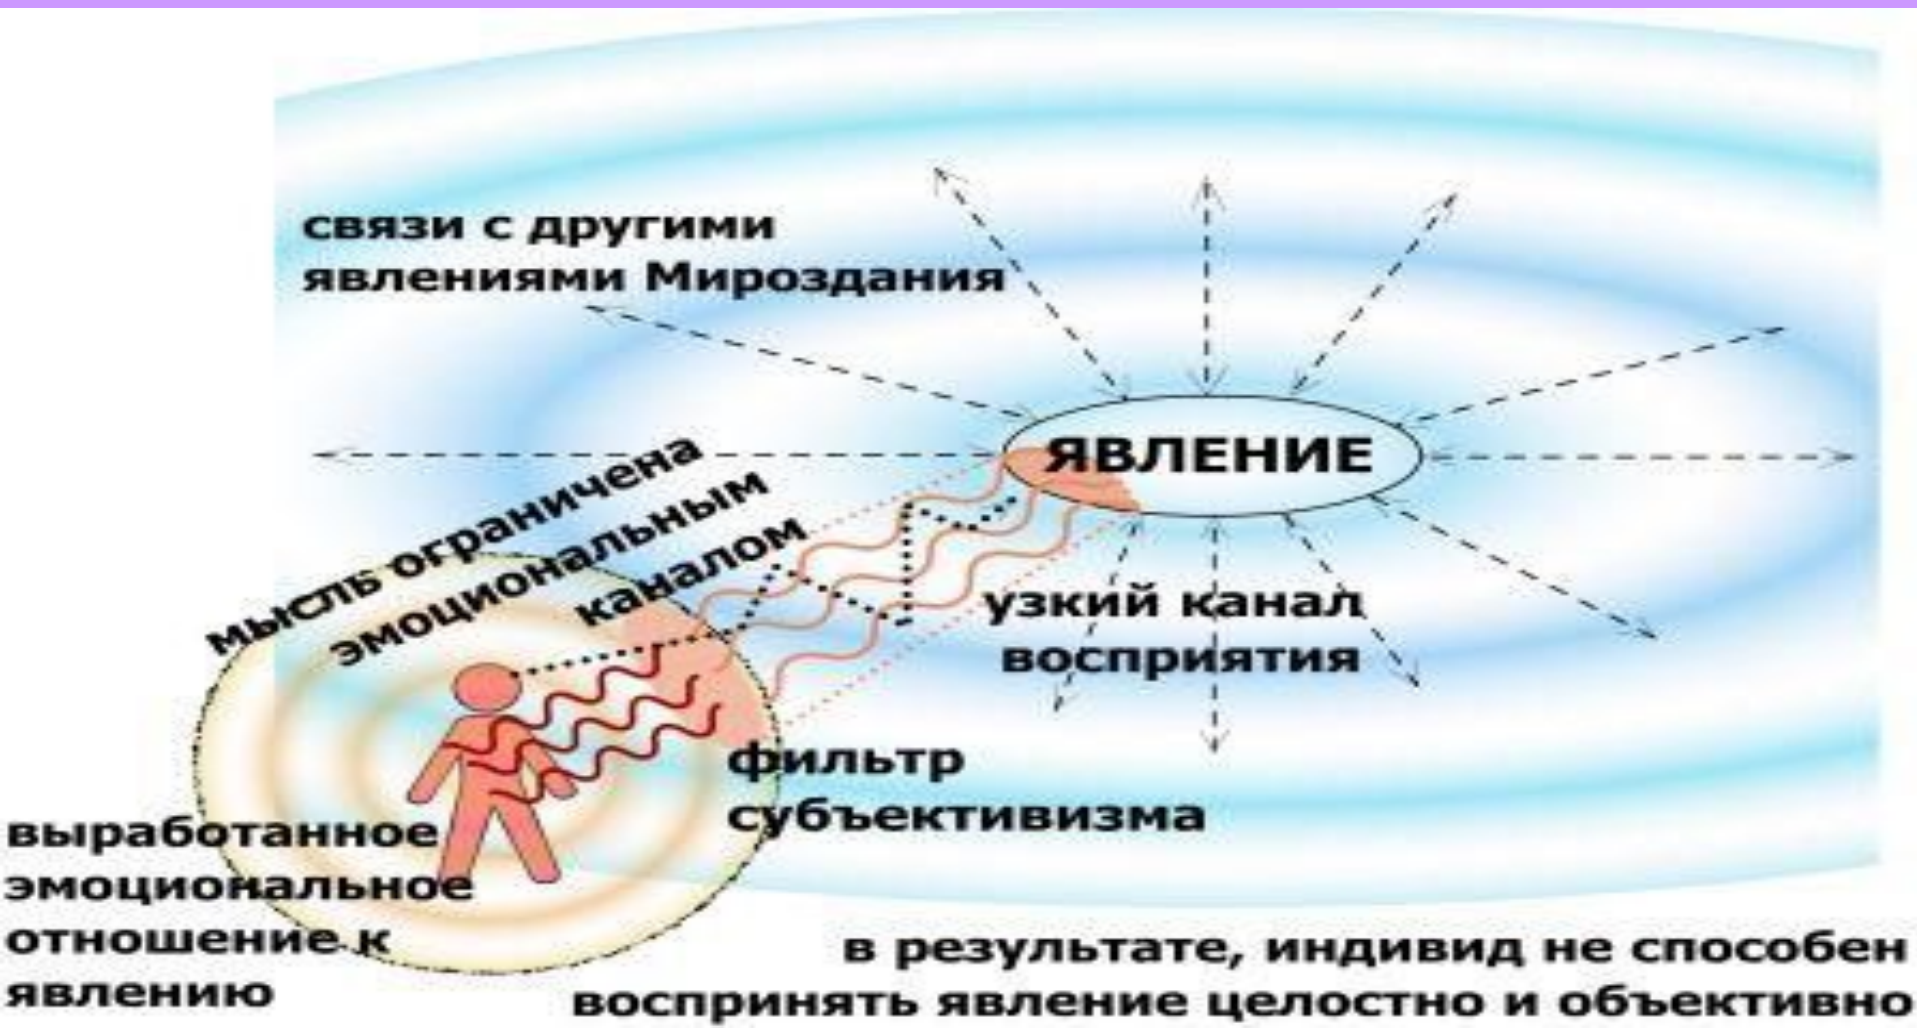 связи с другими
явлениями Мироздания
ЯВЛЕНИЕ
мысль ограничена
эмоциональным
каналом
узкий канал
восприятия
фильтр
субъективизма
выработанное
эмоциональное
отношение к
явлению
в результате, индивид не способен
воспринять явление целостно и объективно